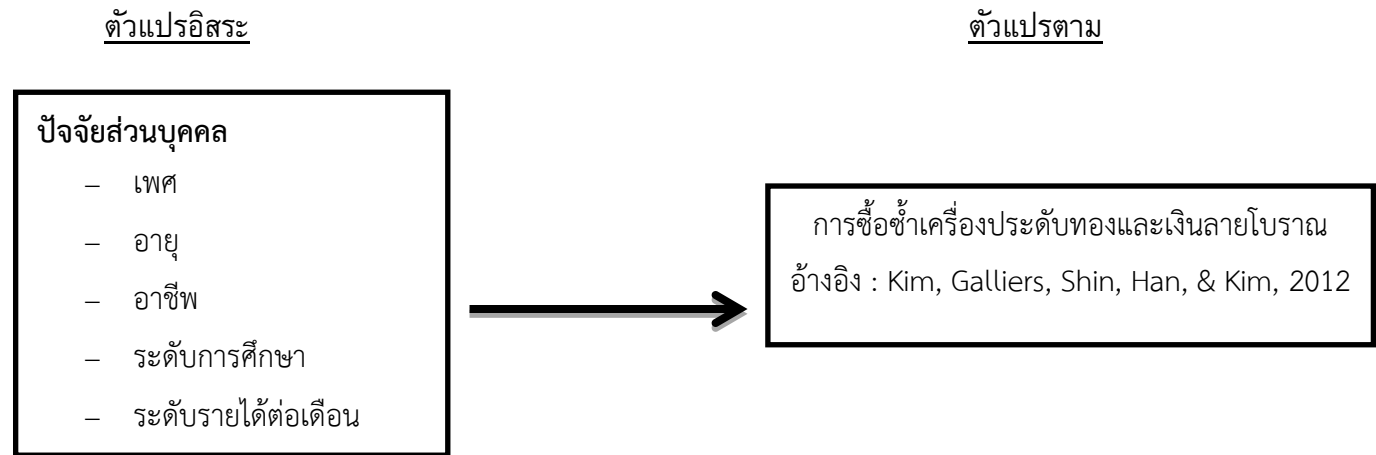 ตัวแปรอิสระ
ตัวแปรตาม
ปัจจัยส่วนบุคคล
– เพศ
– อายุ
– อาชีพ
– ระดับการศึกษา
– ระดับรายได้ต่อเดือน
การซื้อซ้ำเครื่องประดับทองและเงินลายโบราณ
อ้างอิง : Kim, Galliers, Shin, Han, & Kim, 2012